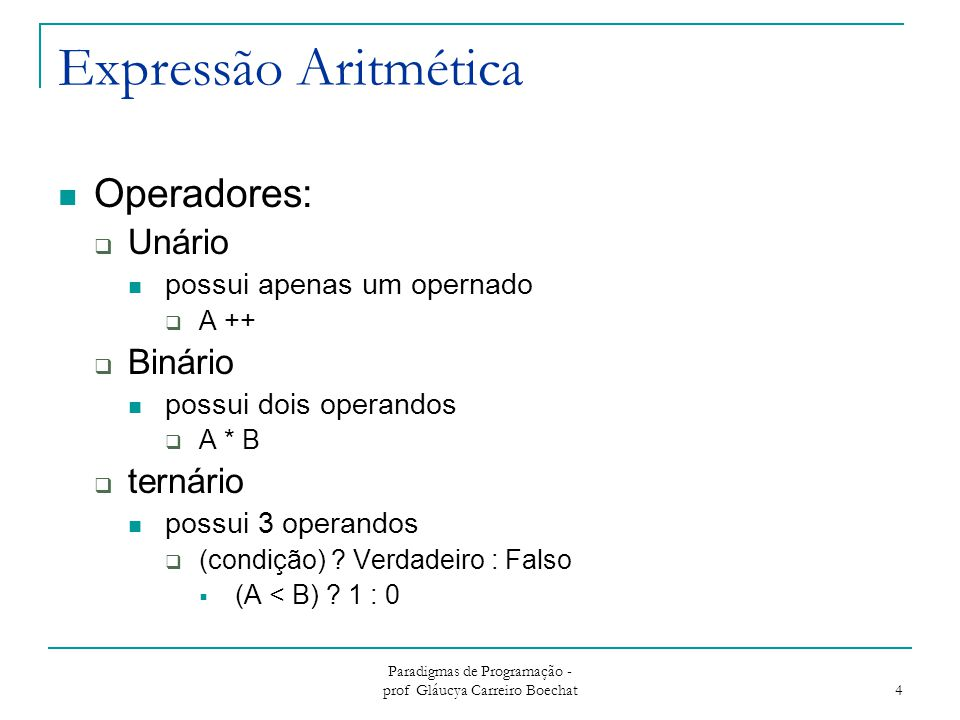 Expressão Aritmética
Operadores:
Unário
possui apenas um opernado
A ++
Binário
possui dois operandos
A * B
ternário
possui 3 operandos
(condição) ? Verdadeiro : Falso
(A < B) ? 1 : 0
Paradigmas de Programação -
prof Gláucya Carreiro Boechat
4